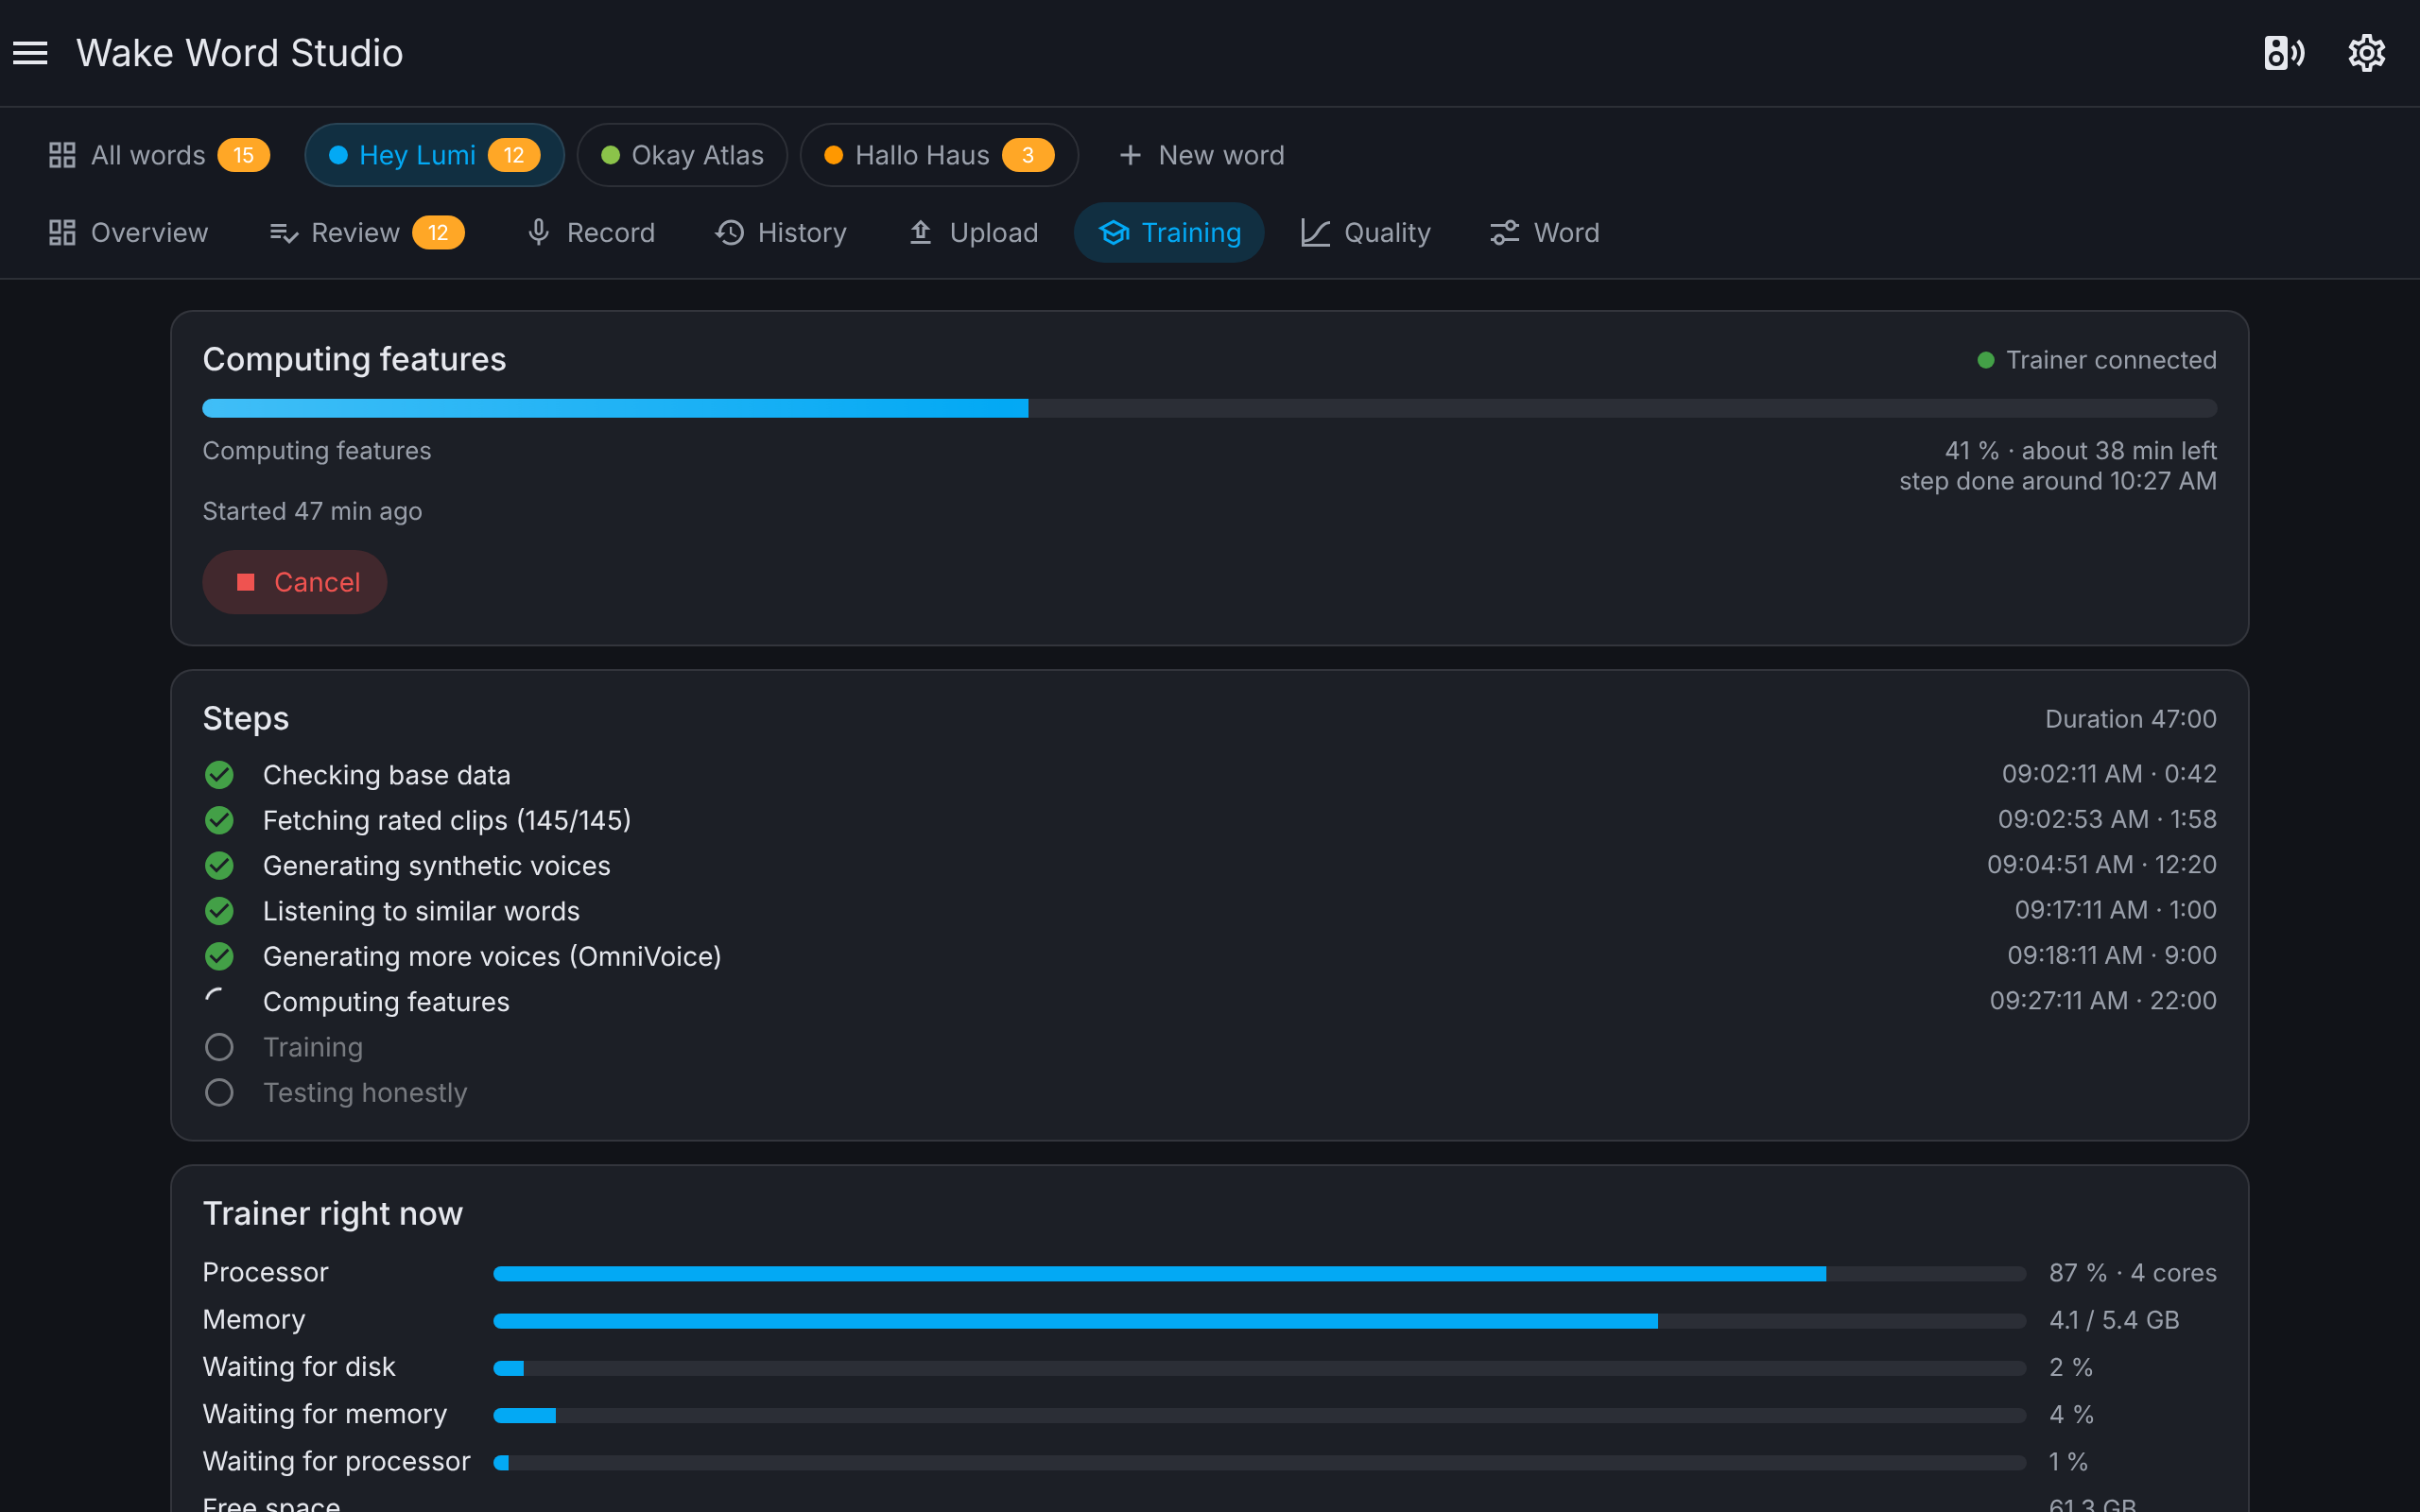 Wake Word Studio
All words 15 Hey Lumi 12 Okay Atlas Hallo Haus 3 + New word
Overview Review 12 Record History Upload Training Quality Word
Computing features Trainer connected
Computing features 41 % · about 38 min left
step done around 10:27 AM
Started 47 min ago
Cancel
Steps Duration 47:00
Checking base data 09:02:11 AM · 0:42
Fetching rated clips (145/145) 09:02:53 AM · 1:58
Generating synthetic voices 09:04:51 AM · 12:20
Listening to similar words 09:17:11 AM · 1:00
Generating more voices (OmniVoice) 09:18:11 AM · 9:00
Computing features 09:27:11 AM · 22:00
Training
Testing honestly
Trainer right now
Processor 87 % · 4 cores
Memory 4.1 / 5.4 GB
Waiting for disk 2 %
Waiting for memory 4 %
Waiting for processor 1 %
Free space 61.3 GB